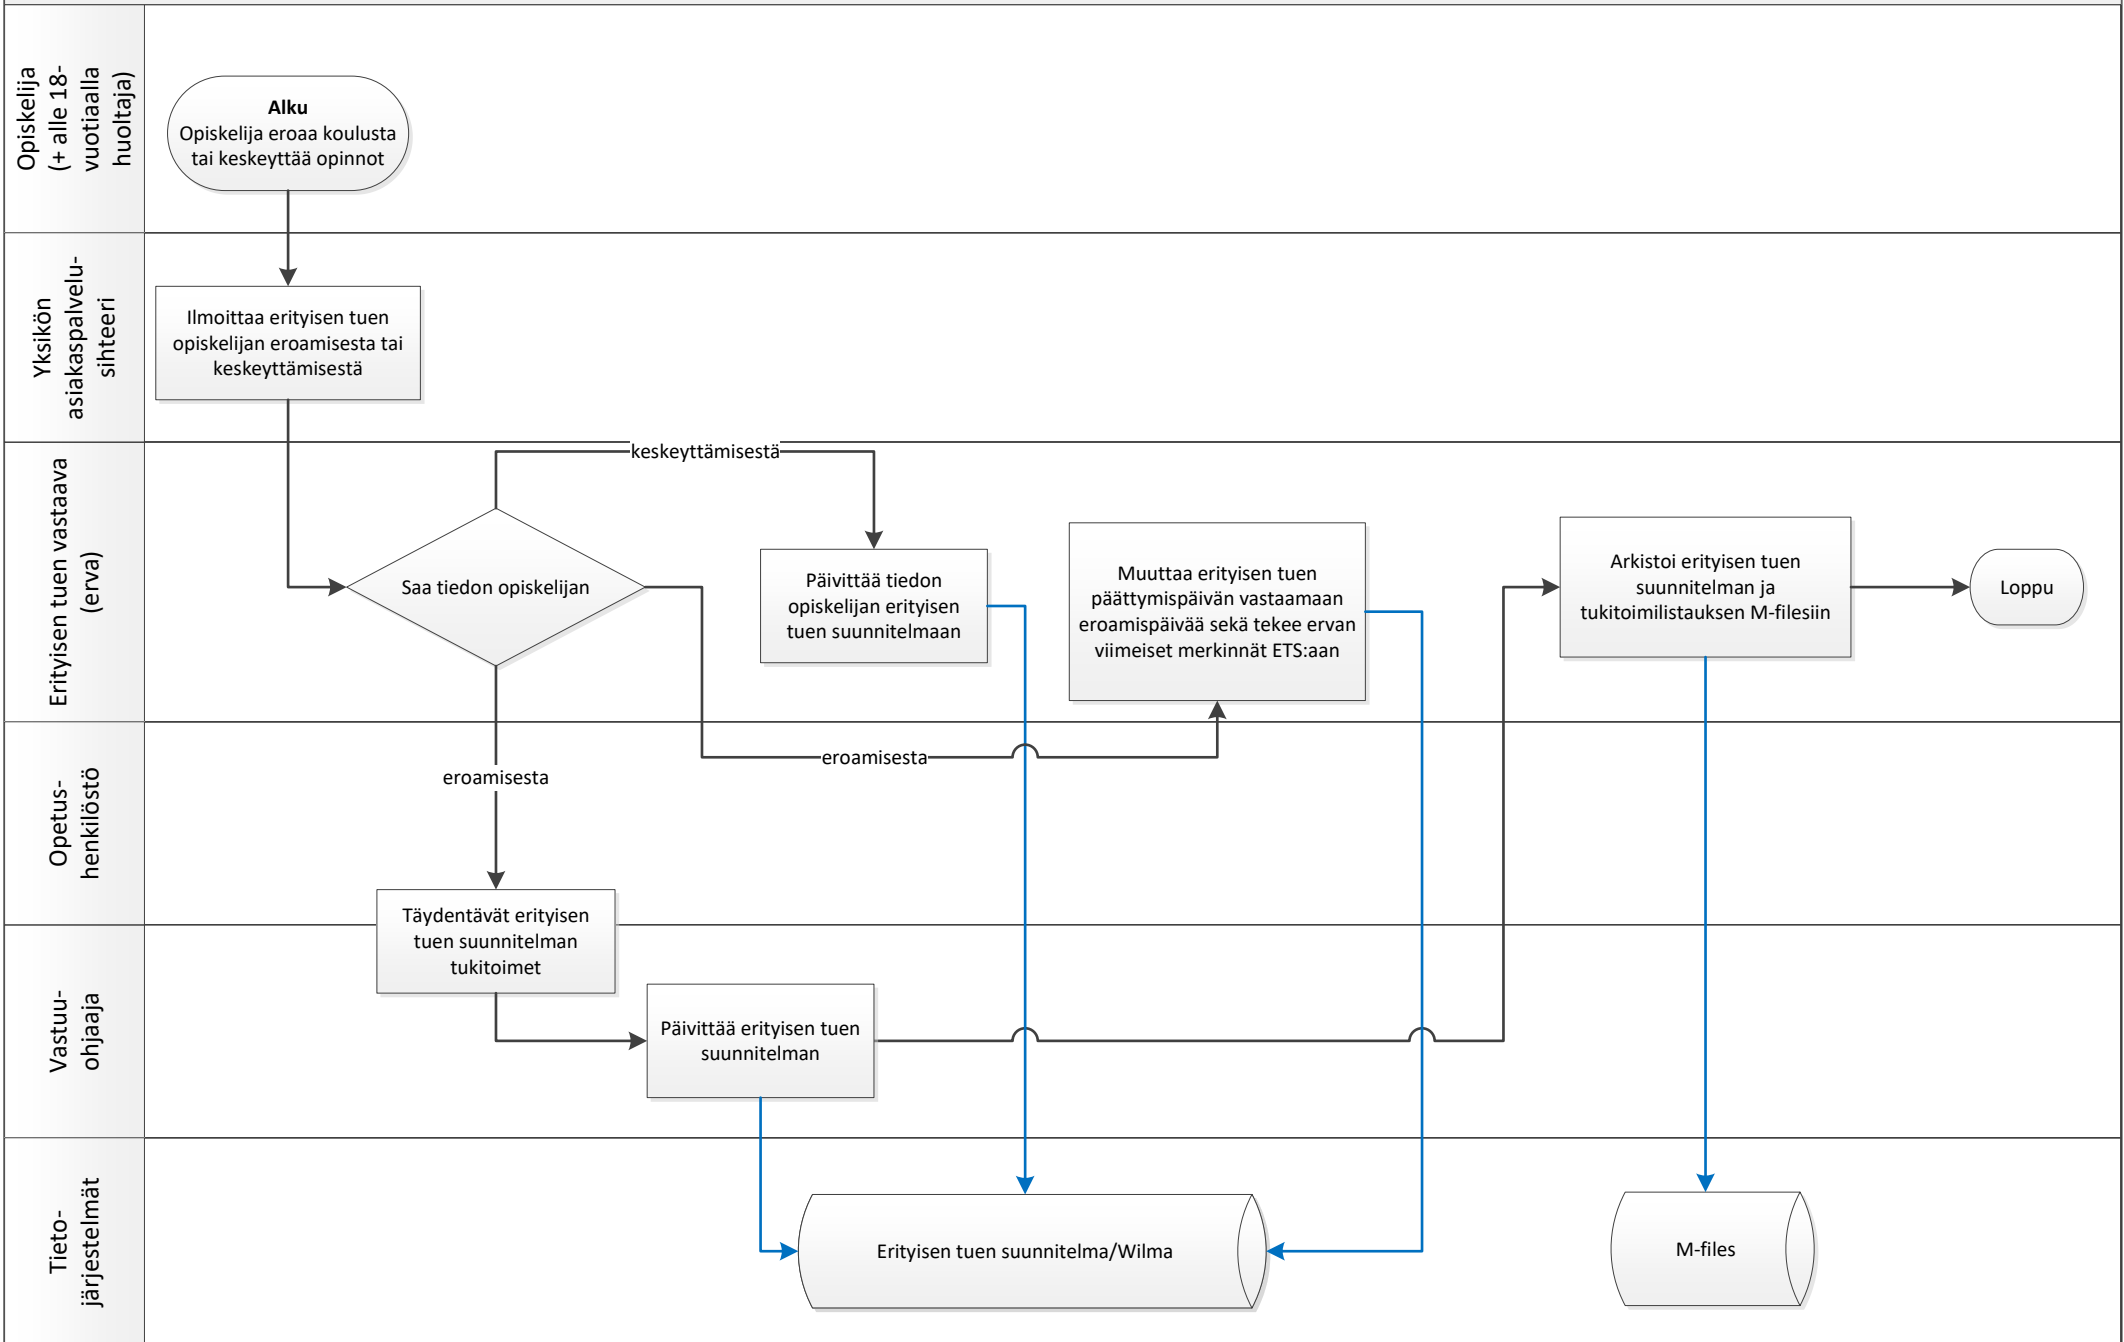 Opiskelija
(+ alle 18-
vuotiaalla
huoltaja)
Alku
Opiskelija eroaa koulusta
tai keskeyttää opinnot
Yksikön
asiakaspalvelu-
sihteeri
Ilmoittaa erityisen tuen
opiskelijan eroamisesta tai
keskeyttämisestä
Erityisen tuen vastaava
(erva)
keskeyttämisestä
Saa tiedon opiskelijan
Päivittää tiedon
opiskelijan erityisen
tuen suunnitelmaan
Muuttaa erityisen tuen
päättymispäivän vastaamaan
eroamispäivää sekä tekee ervan
viimeiset merkinnät ETS:aan
Arkistoi erityisen tuen
suunnitelman ja
tukitoimilistauksen M-filesiin
Loppu
Opetus-
henkilöstö
eroamisesta
eroamisesta
Täydentävät erityisen
tuen suunnitelman
tukitoimet
Vastuu-
ohjaaja
Päivittää erityisen tuen
suunnitelman
Tieto-
järjestelmät
Erityisen tuen suunnitelma/Wilma
M-files